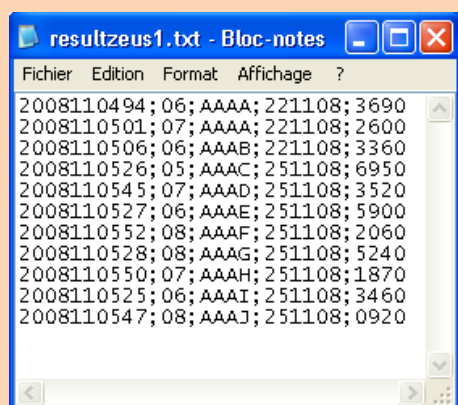 resultzeus1.txt - Bloc-notes
Fichier Edition Format Affichage ?
2008110494;06;AAAA;221108;3690
2008110501;07;AAAA;221108;2600
2008110506;06;AAAB;221108;3360
2008110526;05;AAAC;251108;6950
2008110545;07;AAAD;251108;3520
2008110527;06;AAAE;251108;5900
2008110552;08;AAAF;251108;2060
2008110528;08;AAAG;251108;5240
2008110550;07;AAAH;251108;1870
2008110525;06;AAAI;251108;3460
2008110547;08;AAAJ;251108;0920